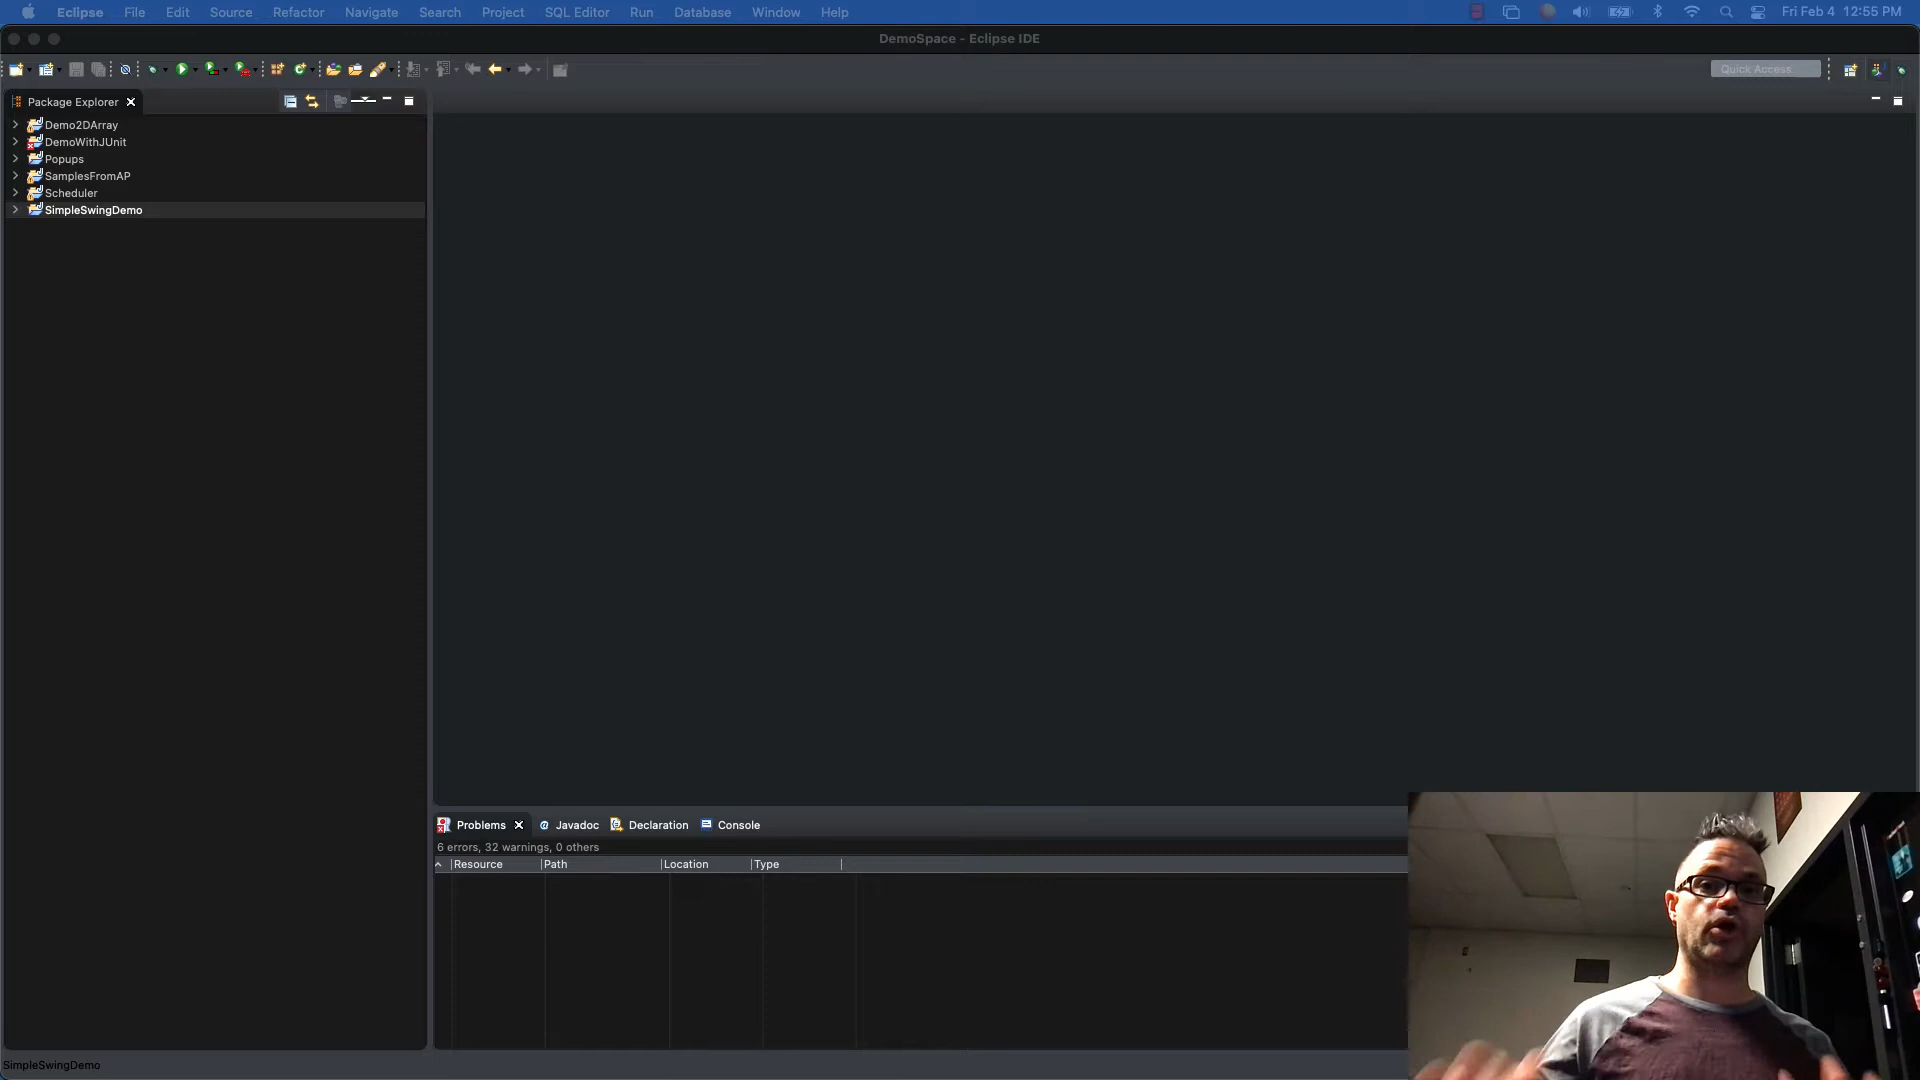 Eclipse File Edit Source Refactor Navigate Search Project SQL Editor Run Database Window Help Fri Feb 4 12:55 PM
DemoSpace - Eclipse IDE
Quick Access
Package Explorer
Demo2DArray
DemoWithJUnit
Popups
SamplesFromAP
Scheduler
SimpleSwingDemo
Problems Javadoc Declaration Console
6 errors, 32 warnings, 0 others
Resource Path Location Type
SimpleSwingDemo